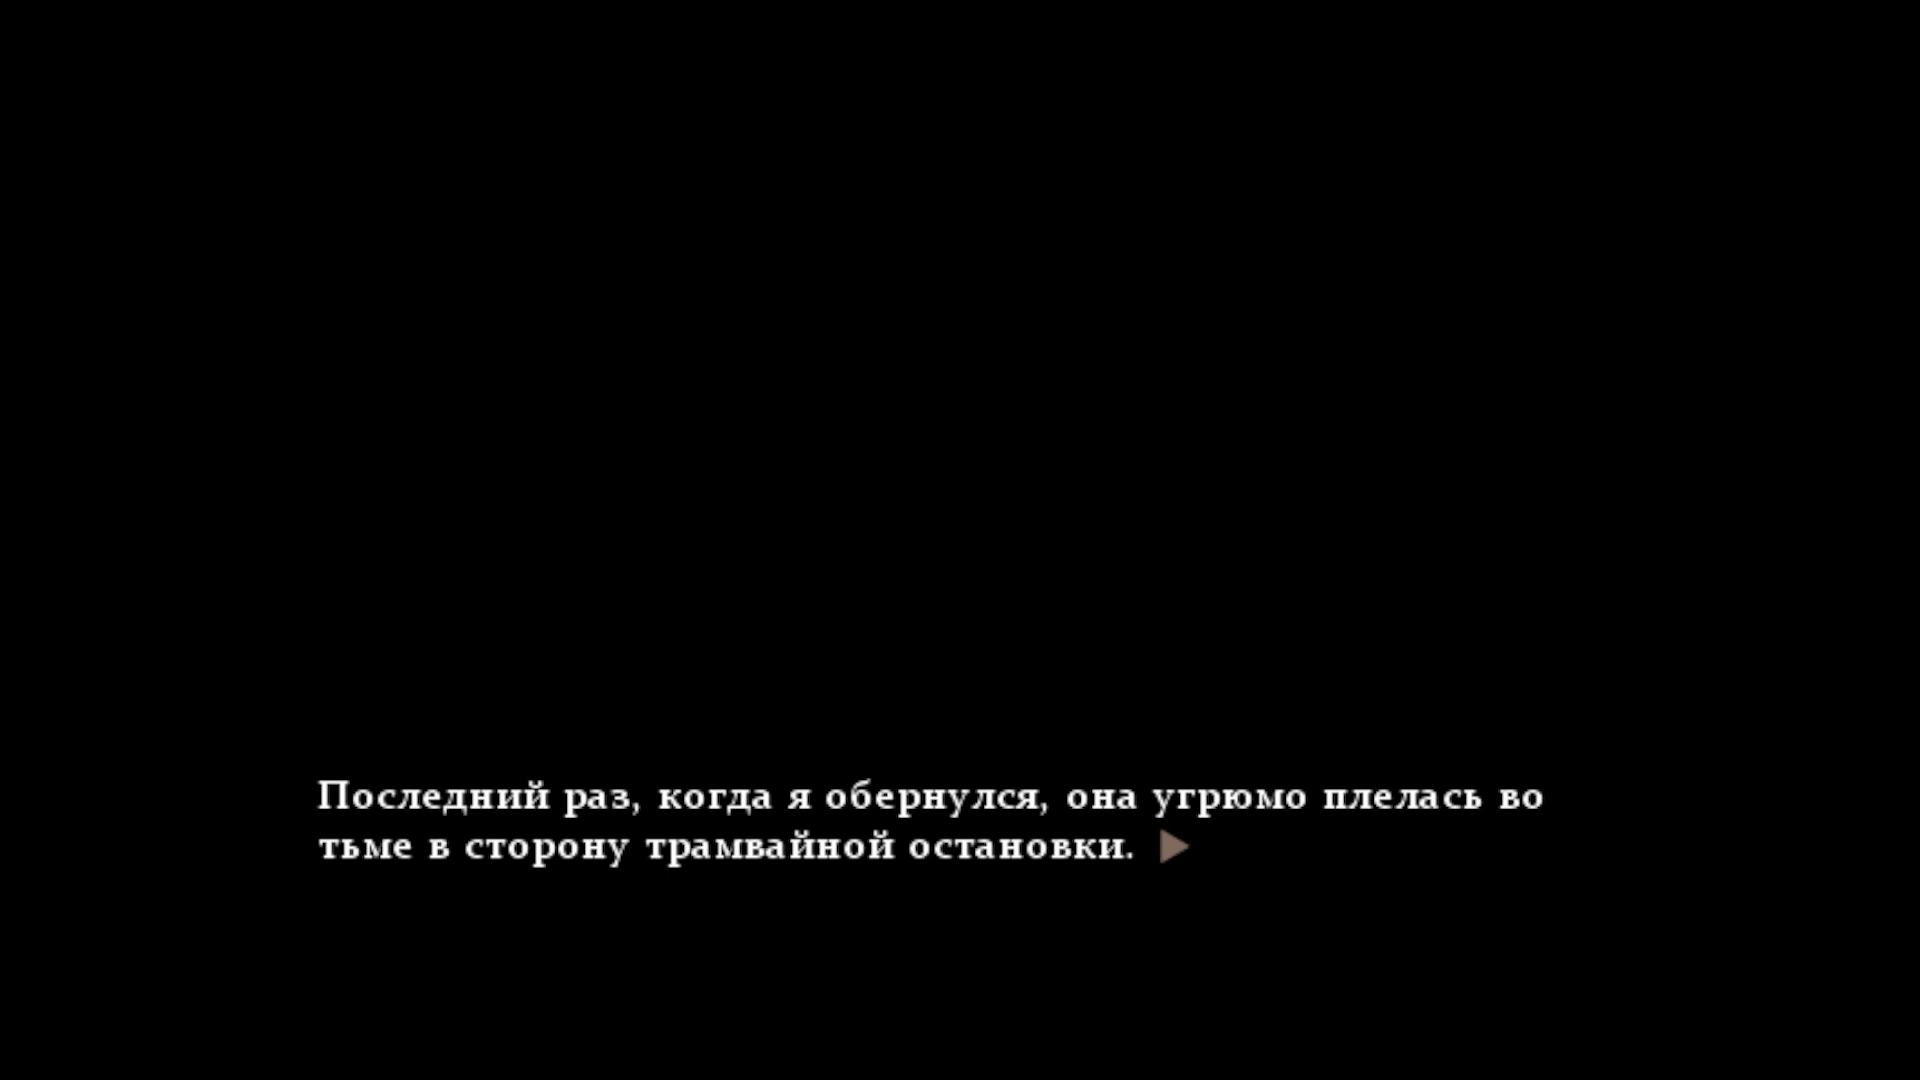 Последний раз, когда я обернулся, она угрюмо плелась во
тьме в сторону трамвайной остановки.